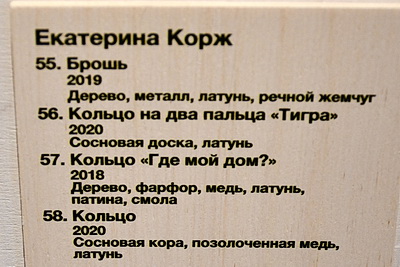 Екатерина Корж
55. Брошь
2019
Дерево, металл, латунь, речной жемчуг
56. Кольцо на два пальца «Тигра»
2020
Сосновая доска, латунь
57. Кольцо «Где мой дом?»
2018
Дерево, фарфор, медь, латунь,
патина, смола
58. Кольцо
2020
Сосновая кора, позолоченная медь,
латунь